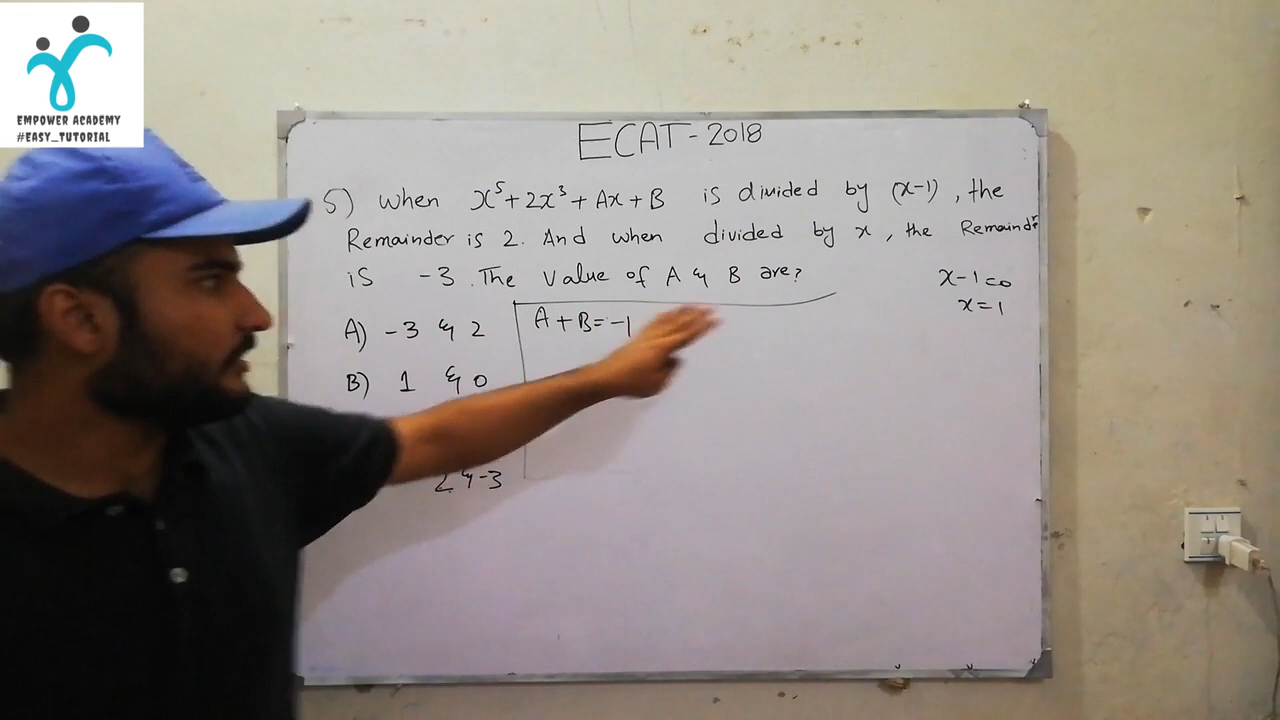 EMPOWER ACADEMY
#EASY_TUTORIAL
ECAT-2018
5) when x⁵+2x³+Ax+B is divided by (x-1), the
Remainder is 2. And when divided by x, the Remainder
is -3. The value of A & B are?
x-1=0
x=1
A+B=-1
A) -3 & 2
B) 1 & 0
2 & -3